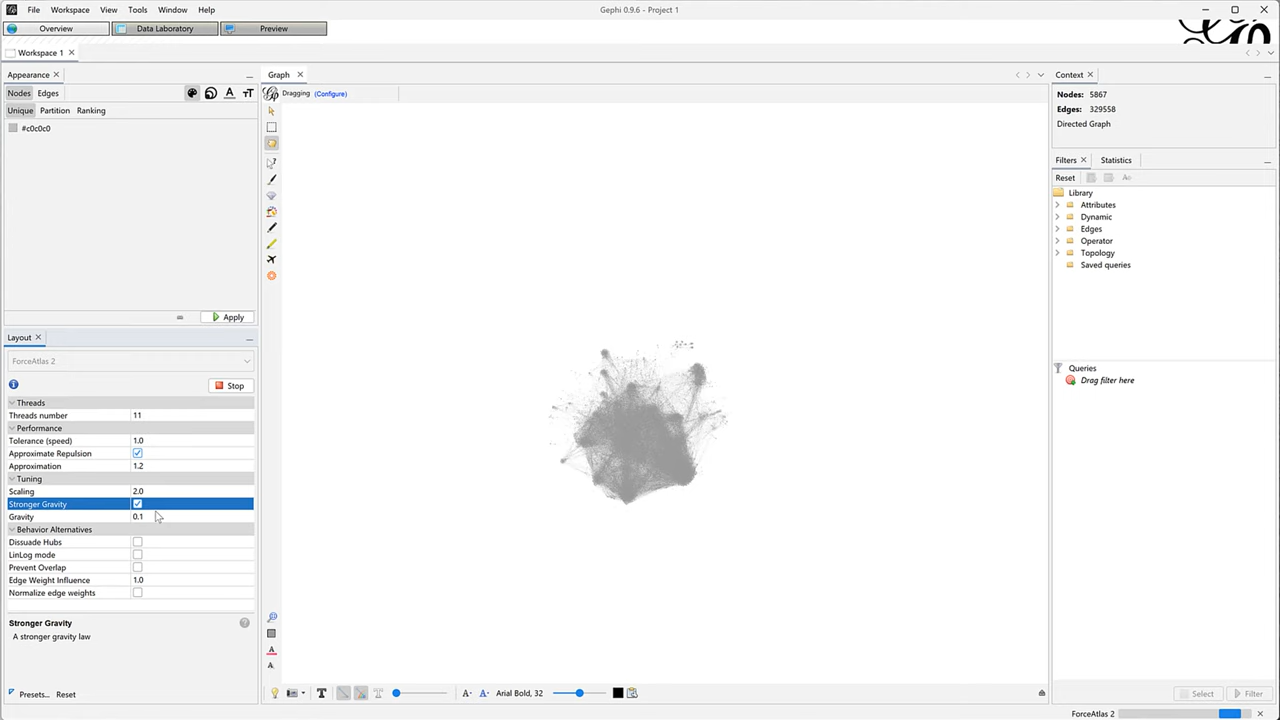 Gephi 0.9.6 - Project 1
File Workspace View Tools Window Help
Overview Data Laboratory Preview
Workspace 1
Appearance
Nodes Edges
Unique Partition Ranking
#c0c0c0
Apply
Layout
ForceAtlas 2
Stop
Threads
Threads number 11
Performance
Tolerance (speed) 1.0
Approximate Repulsion
Approximation 1.2
Tuning
Scaling 2.0
Stronger Gravity
Gravity 0.1
Behavior Alternatives
Dissuade Hubs
LinLog mode
Prevent Overlap
Edge Weight Influence 1.0
Normalize edge weights
Stronger Gravity
A stronger gravity law
Presets... Reset
Graph
Dragging (Configure)
Arial Bold, 32
Context
Nodes: 5867
Edges: 329558
Directed Graph
Filters Statistics
Reset
Library
Attributes
Dynamic
Edges
Operator
Topology
Saved queries
Queries
Drag filter here
Select Filter
ForceAtlas 2